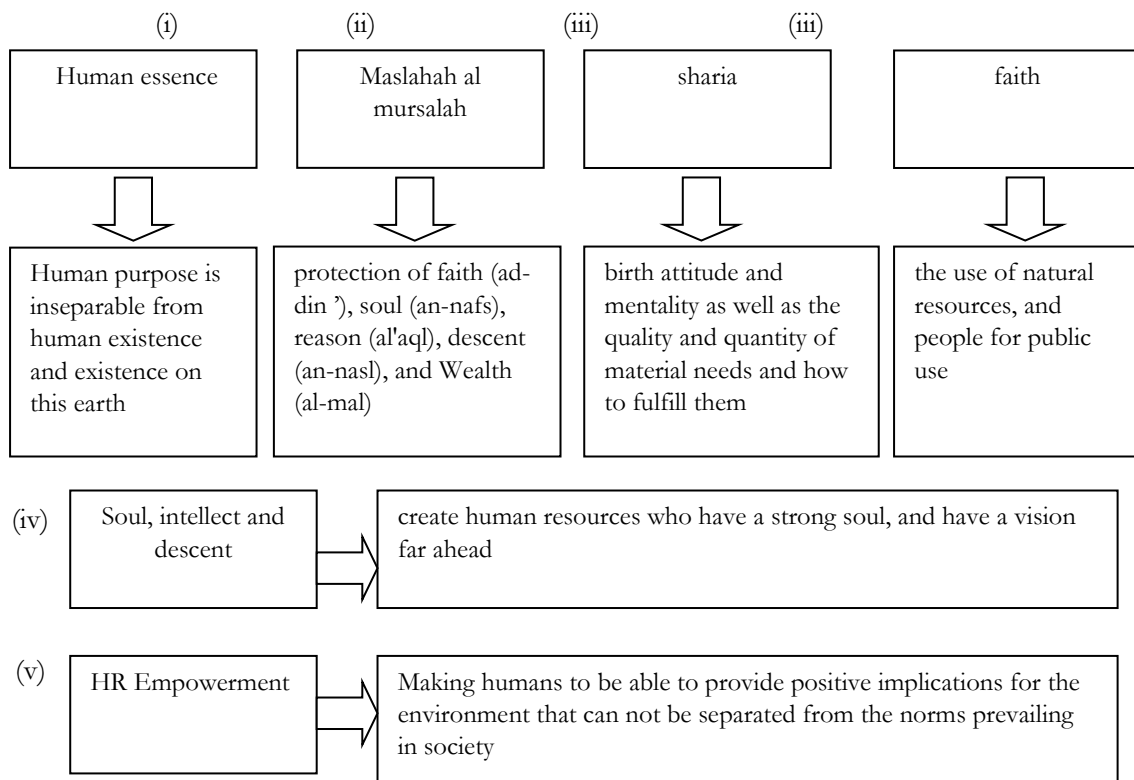 (i)
(ii)
(iii)
(iii)
Human essence
Maslahah al
mursalah
sharia
faith
Human purpose is
inseparable from
human existence
and existence on
this earth
protection of faith (ad-
din ’), soul (an-nafs),
reason (al'aql), descent
(an-nasl), and Wealth
(al-mal)
birth attitude and
mentality as well as the
quality and quantity of
material needs and how
to fulfill them
the use of natural
resources, and
people for public
use
(iv)
Soul, intellect and
descent
create human resources who have a strong soul, and have a vision
far ahead
(v)
HR Empowerment
Making humans to be able to provide positive implications for the
environment that can not be separated from the norms prevailing
in society